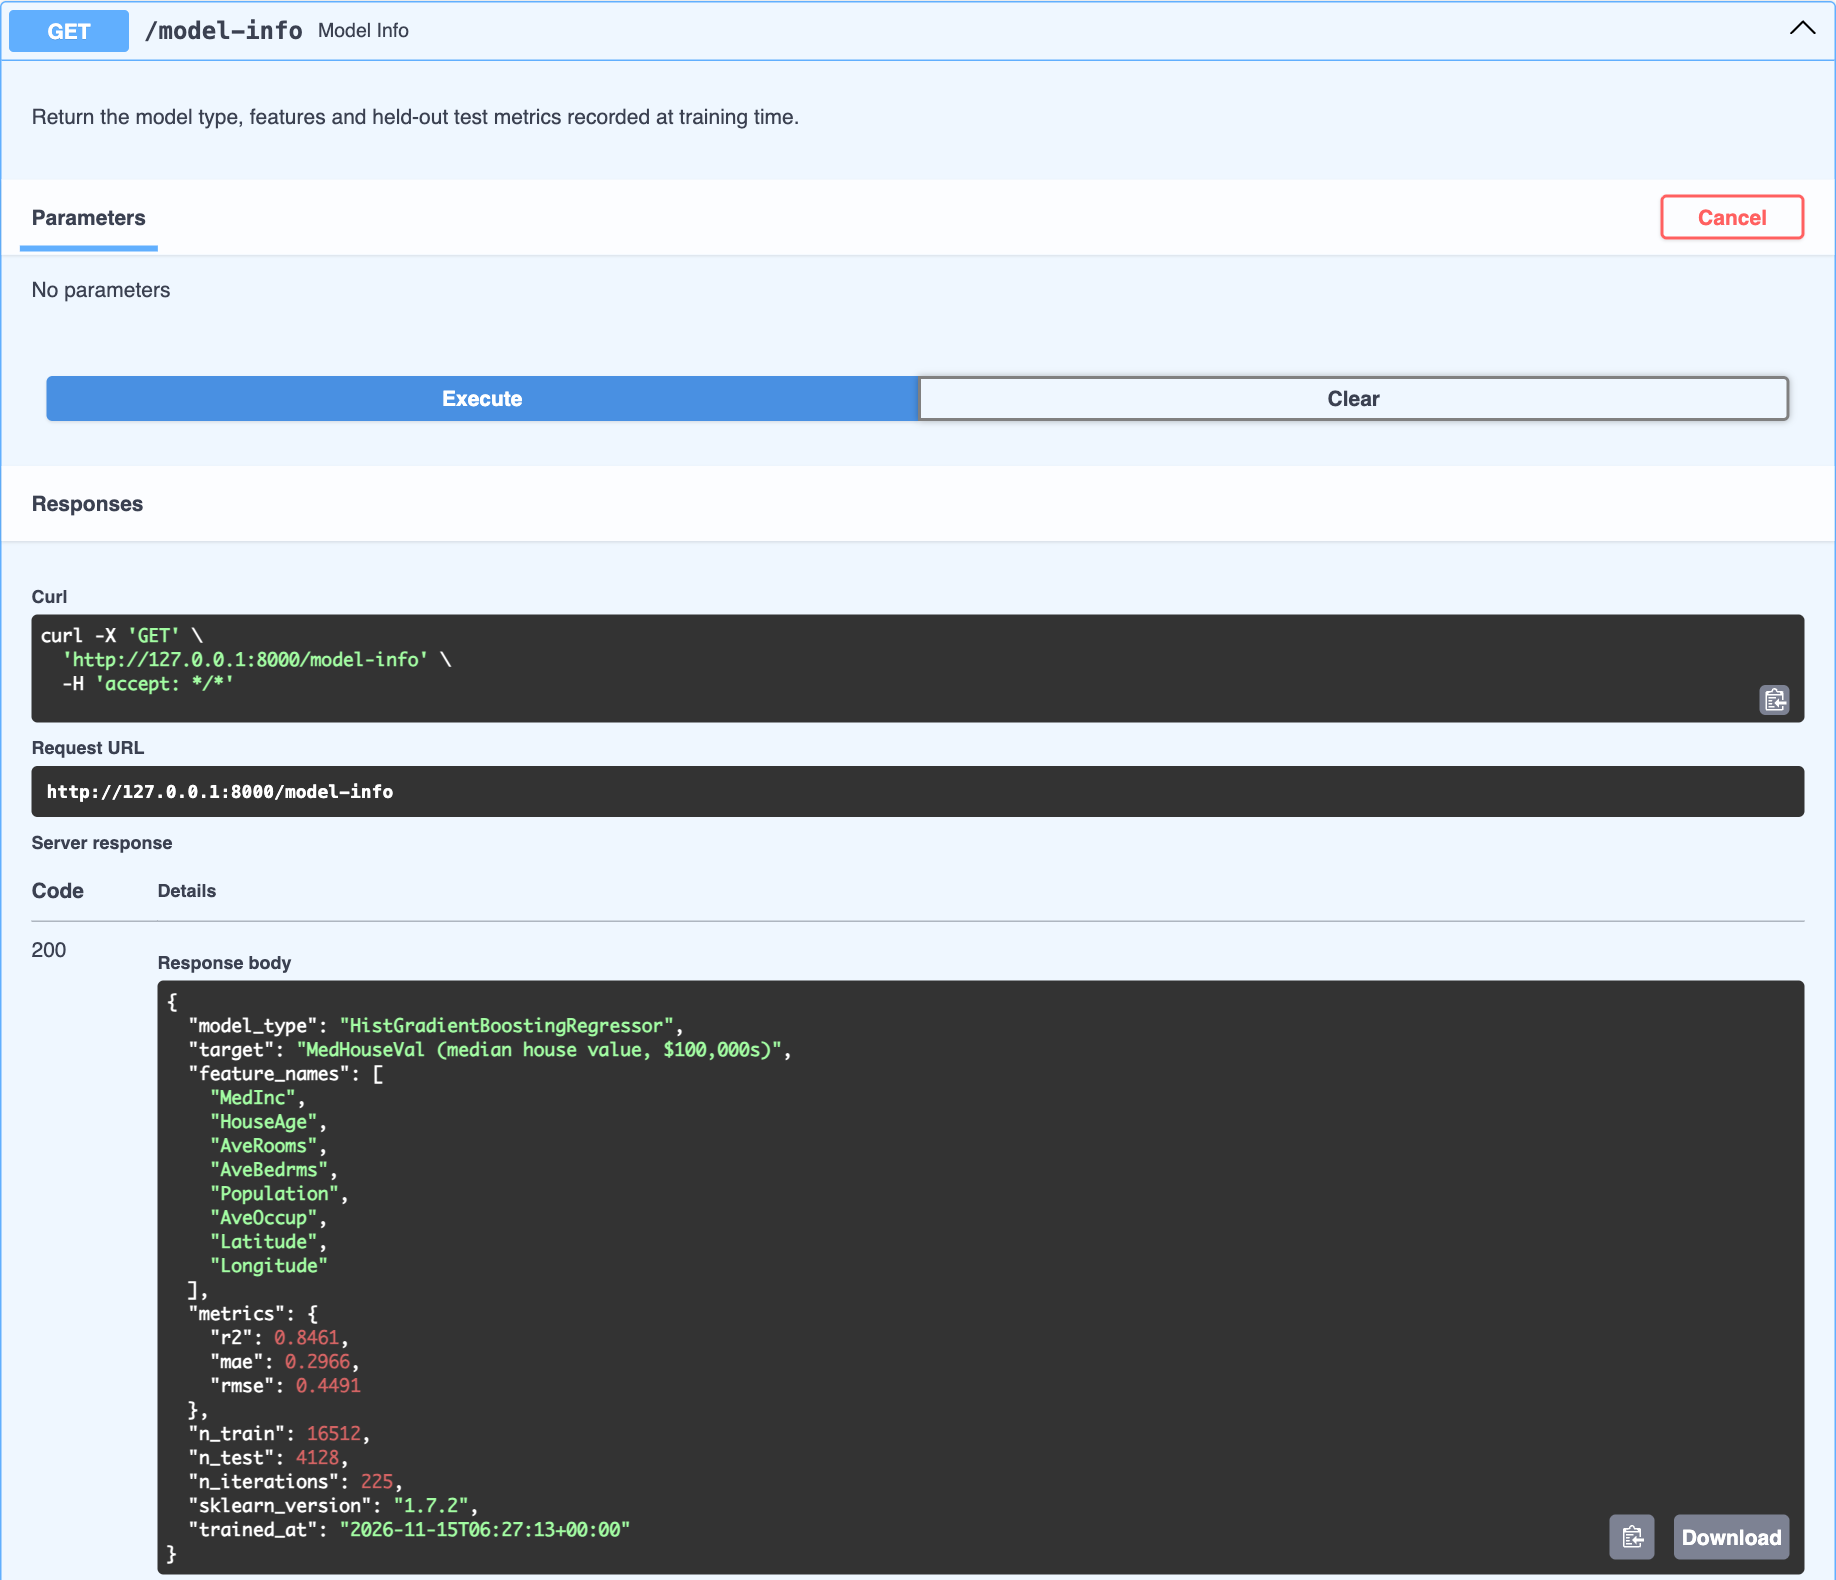 GET /model-info Model Info
Return the model type, features and held-out test metrics recorded at training time.
Parameters
Cancel
No parameters
Execute
Clear
Responses
Curl
curl -X 'GET' \
  'http://127.0.0.1:8000/model-info' \
  -H 'accept: */*'
Request URL
http://127.0.0.1:8000/model-info
Server response
Code Details
200
Response body
{
  "model_type": "HistGradientBoostingRegressor",
  "target": "MedHouseVal (median house value, $100,000s)",
  "feature_names": [
    "MedInc",
    "HouseAge",
    "AveRooms",
    "AveBedrms",
    "Population",
    "AveOccup",
    "Latitude",
    "Longitude"
  ],
  "metrics": {
    "r2": 0.8461,
    "mae": 0.2966,
    "rmse": 0.4491
  },
  "n_train": 16512,
  "n_test": 4128,
  "n_iterations": 225,
  "sklearn_version": "1.7.2",
  "trained_at": "2026-11-15T06:27:13+00:00"
}
Download